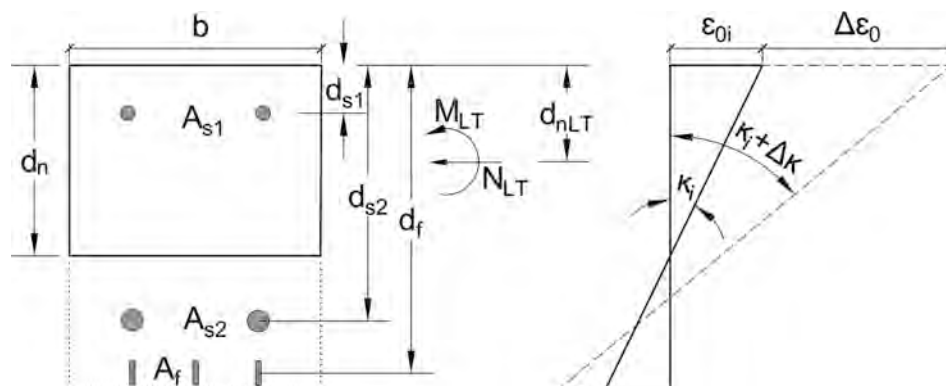 b
ε0i
Δε0
dn
As1
ds1
ds2
df
MLT
NLT
dnLT
κi+Δκ
κi
As2
Af